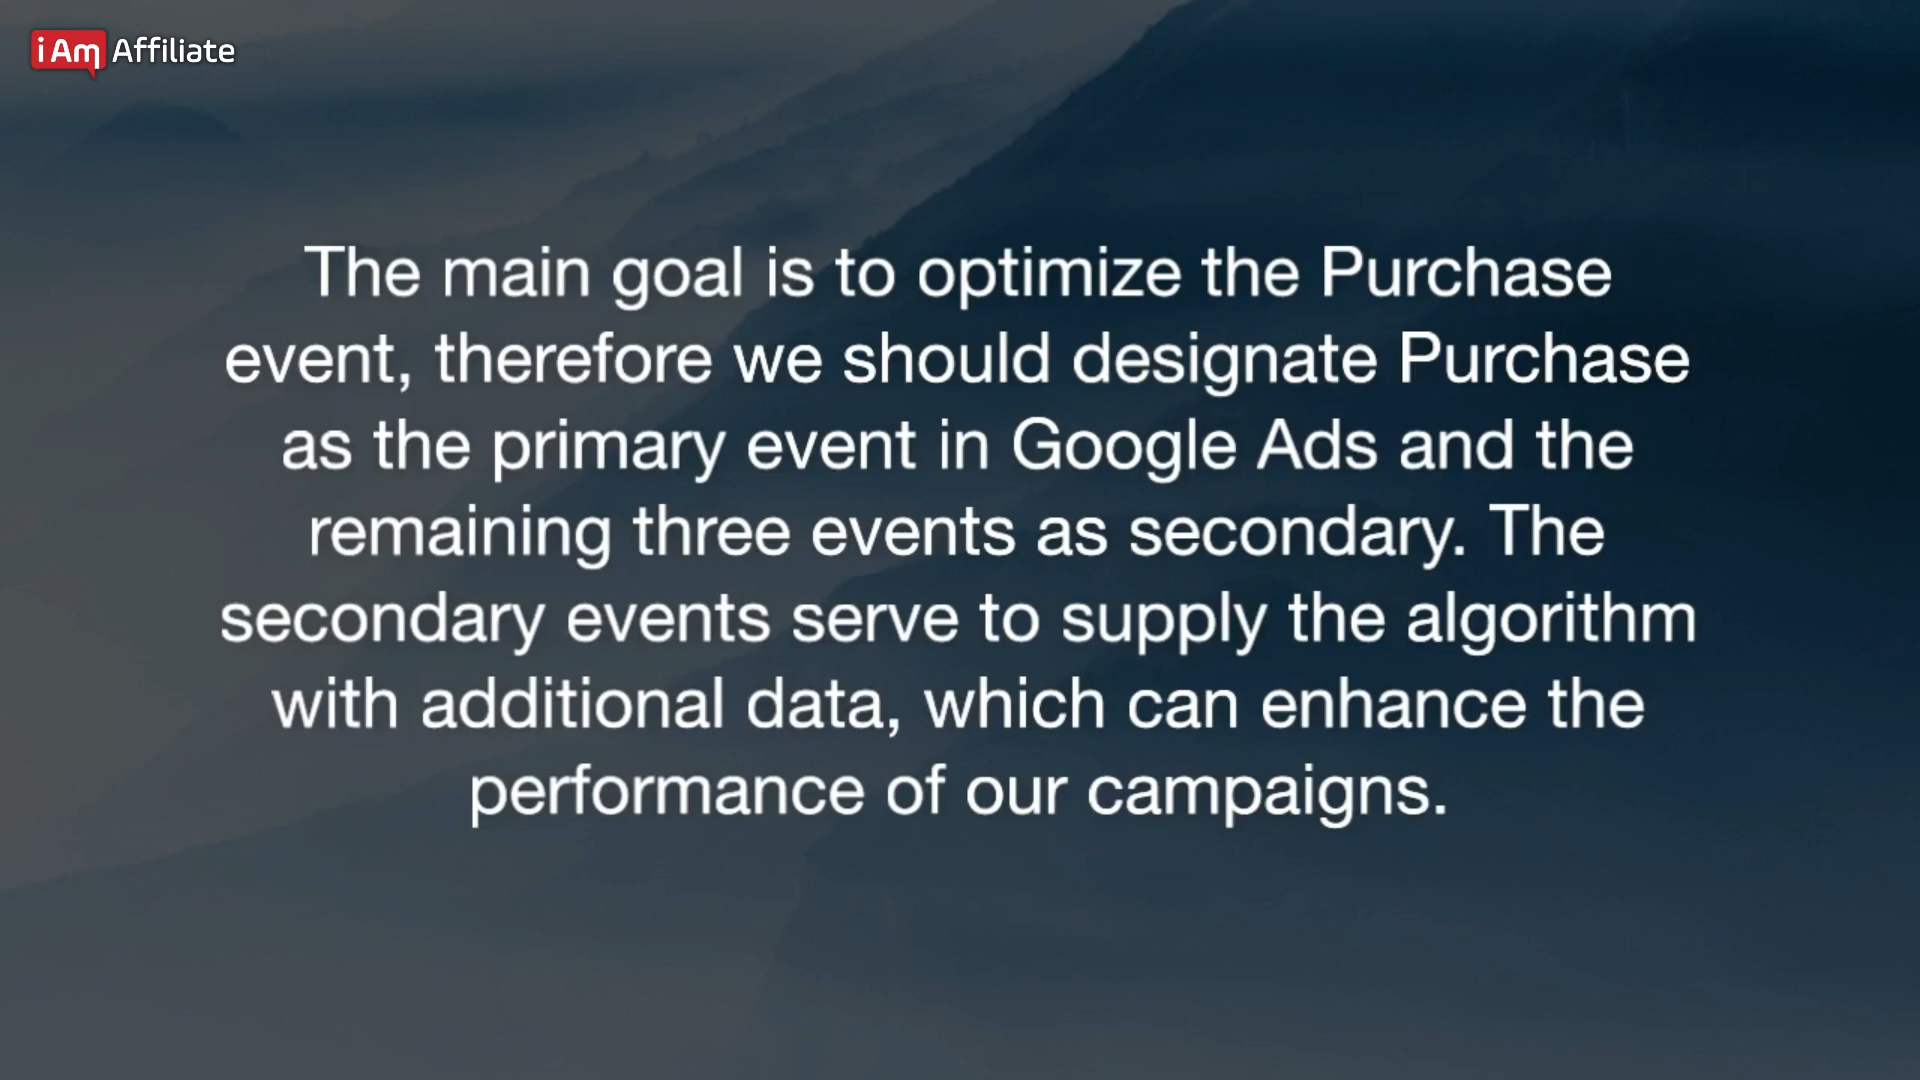 i Am Affiliate
The main goal is to optimize the Purchase
event, therefore we should designate Purchase
as the primary event in Google Ads and the
remaining three events as secondary. The
secondary events serve to supply the algorithm
with additional data, which can enhance the
performance of our campaigns.